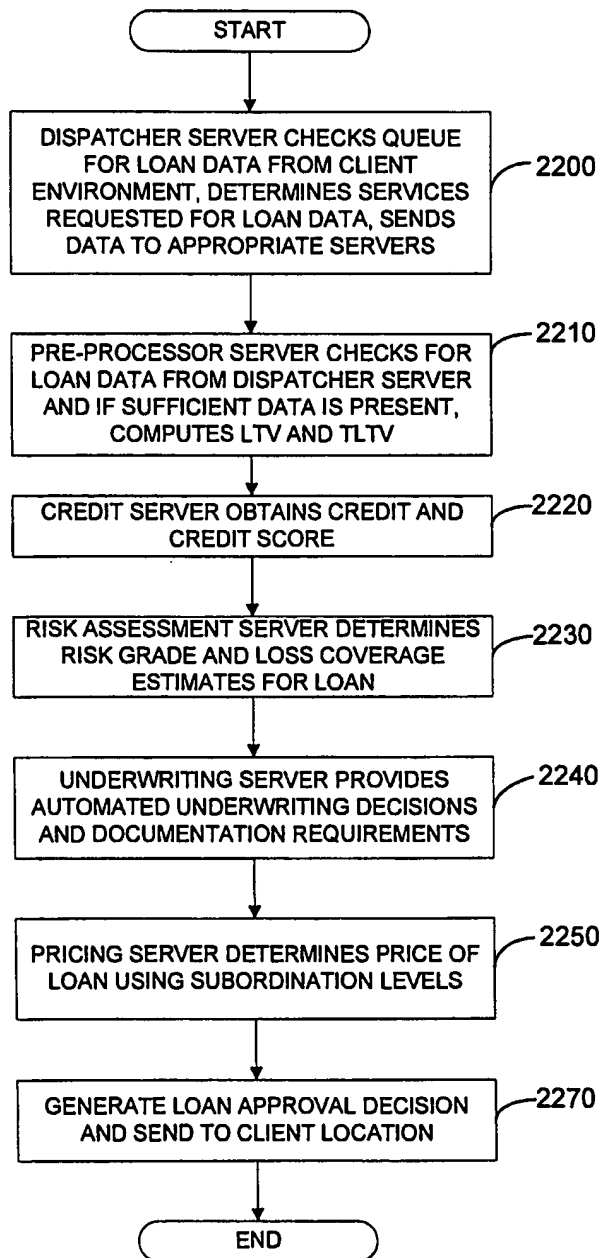 START
DISPATCHER SERVER CHECKS QUEUE
FOR LOAN DATA FROM CLIENT
ENVIRONMENT, DETERMINES SERVICES
REQUESTED FOR LOAN DATA, SENDS
DATA TO APPROPRIATE SERVERS
2200
PRE-PROCESSOR SERVER CHECKS FOR
LOAN DATA FROM DISPATCHER SERVER
AND IF SUFFICIENT DATA IS PRESENT,
COMPUTES LTV AND TLTV
2210
CREDIT SERVER OBTAINS CREDIT AND
CREDIT SCORE
2220
RISK ASSESSMENT SERVER DETERMINES
RISK GRADE AND LOSS COVERAGE
ESTIMATES FOR LOAN
2230
UNDERWRITING SERVER PROVIDES
AUTOMATED UNDERWRITING DECISIONS
AND DOCUMENTATION REQUIREMENTS
2240
PRICING SERVER DETERMINES PRICE OF
LOAN USING SUBORDINATION LEVELS
2250
GENERATE LOAN APPROVAL DECISION
AND SEND TO CLIENT LOCATION
2270
END